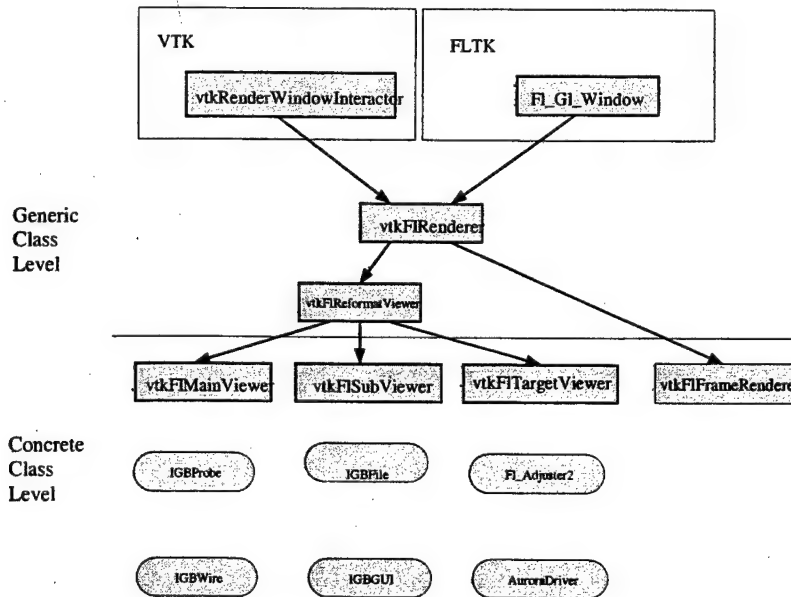 VTK
FLTK
vtkRenderWindowInteractor
Fl_Gl_Window
Generic
Class
Level
vtkFlRenderer
vtkFlReformatViewer
vtkFlMainViewer
vtkFlSubViewer
vtkFlTargetViewer
vtkFlFrameRendere
Concrete
Class
Level
IGBProbe
IGBFile
Fl_Adjuster2
IGBWire
IGBGUI
AuroraDriver